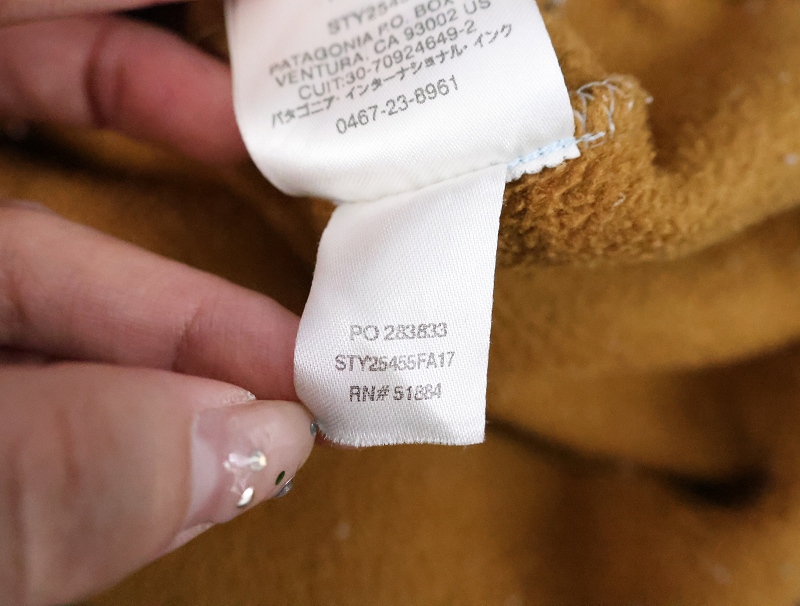 STY2545
PATAGONIA P.O. BOX
VENTURA, CA 93002 US
CUIT:30-70924649-2
パタゴニア・インターナショナル・インク
0467-23-8961
PO 283833
STY25455FA17
RN# 51884